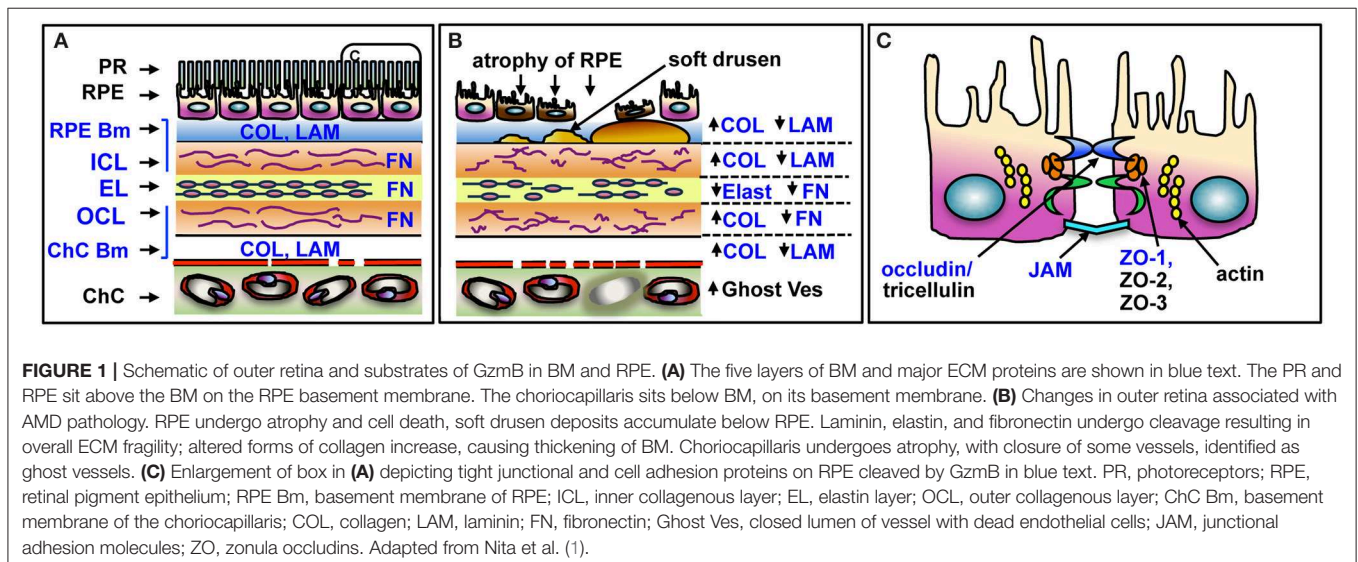 A
PR
RPE
RPE Bm
COL, LAM
ICL
FN
EL
FN
OCL
FN
ChC Bm
COL, LAM
ChC
C
B
atrophy of RPE
soft drusen
COL LAM
COL LAM
Elast FN
COL FN
COL LAM
Ghost Ves
C
occludin/
tricellulin
JAM
ZO-1,
ZO-2,
ZO-3
actin
FIGURE 1 | Schematic of outer retina and substrates of GzmB in BM and RPE. (A) The five layers of BM and major ECM proteins are shown in blue text. The PR and
RPE sit above the BM on the RPE basement membrane. The choriocapillaris sits below BM, on its basement membrane. (B) Changes in outer retina associated with
AMD pathology. RPE undergo atrophy and cell death, soft drusen deposits accumulate below RPE. Laminin, elastin, and fibronectin undergo cleavage resulting in
overall ECM fragility; altered forms of collagen increase, causing thickening of BM. Choriocapillaris undergoes atrophy, with closure of some vessels, identified as
ghost vessels. (C) Enlargement of box in (A) depicting tight junctional and cell adhesion proteins on RPE cleaved by GzmB in blue text. PR, photoreceptors; RPE,
retinal pigment epithelium; RPE Bm, basement membrane of RPE; ICL, inner collagenous layer; EL, elastin layer; OCL, outer collagenous layer; ChC Bm, basement
membrane of the choriocapillaris; COL, collagen; LAM, laminin; FN, fibronectin; Ghost Ves, closed lumen of vessel with dead endothelial cells; JAM, junctional
adhesion molecules; ZO, zonula occludins. Adapted from Nita et al. (1).